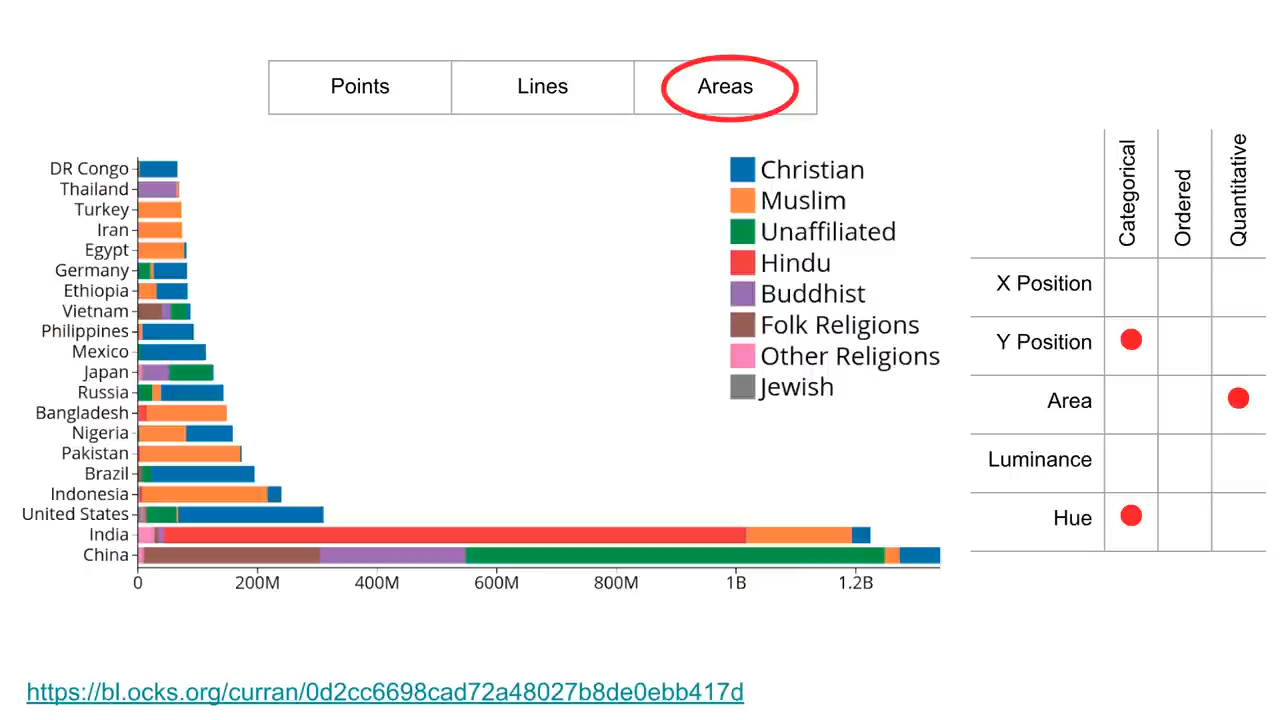 Points Lines Areas
DR Congo
Thailand
Turkey
Iran
Egypt
Germany
Ethiopia
Vietnam
Philippines
Mexico
Japan
Russia
Bangladesh
Nigeria
Pakistan
Brazil
Indonesia
United States
India
China
0 200M 400M 600M 800M 1B 1.2B
Christian
Muslim
Unaffiliated
Hindu
Buddhist
Folk Religions
Other Religions
Jewish
Categorical
Ordered
Quantitative
X Position
Y Position
Area
Luminance
Hue
https://bl.ocks.org/curran/0d2cc6698cad72a48027b8de0ebb417d